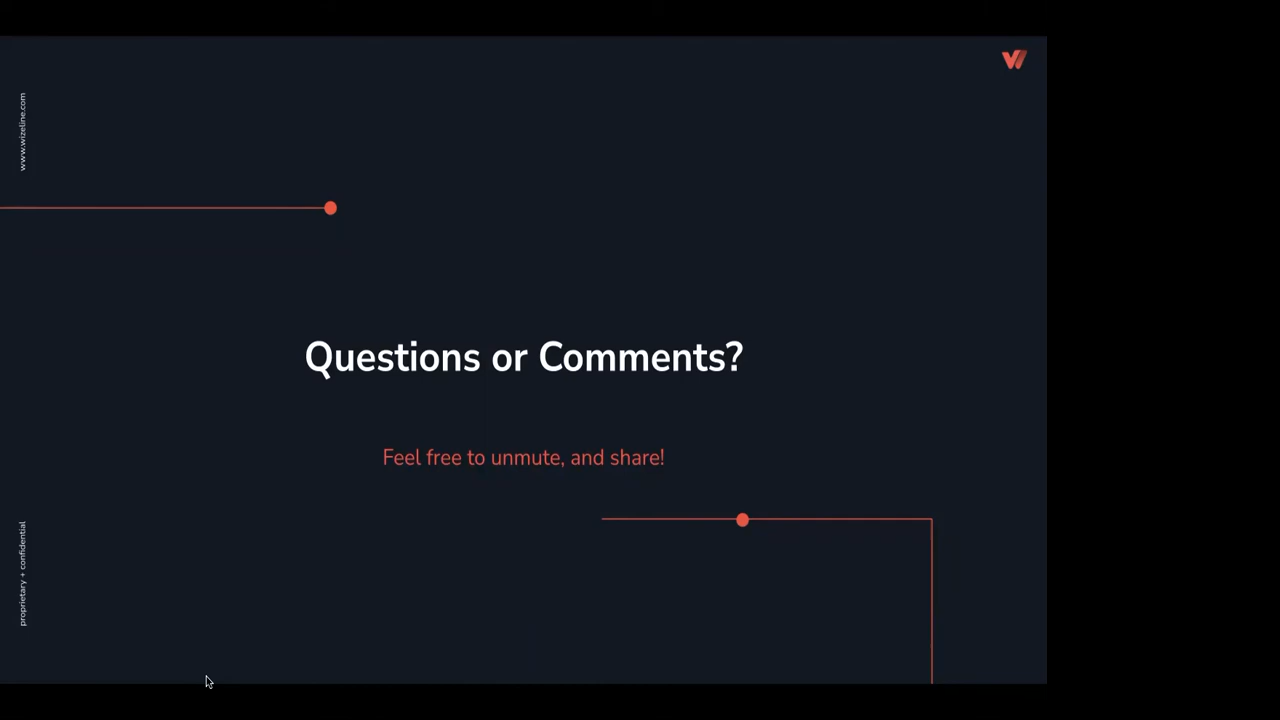 www.wizeline.com
Questions or Comments?
Feel free to unmute, and share!
proprietary + confidential